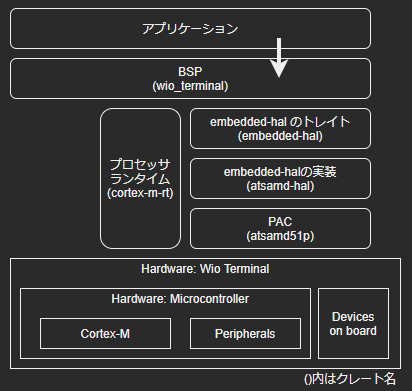 アプリケーション
BSP
(wio_terminal)
プロセッサ
ランタイム
(cortex-m-rt)
embedded-hal のトレイト
(embedded-hal)
embedded-halの実装
(atsamd-hal)
PAC
(atsamd51p)
Hardware: Wio Terminal
Hardware: Microcontroller
Cortex-M
Peripherals
Devices
on board
()内はクレート名